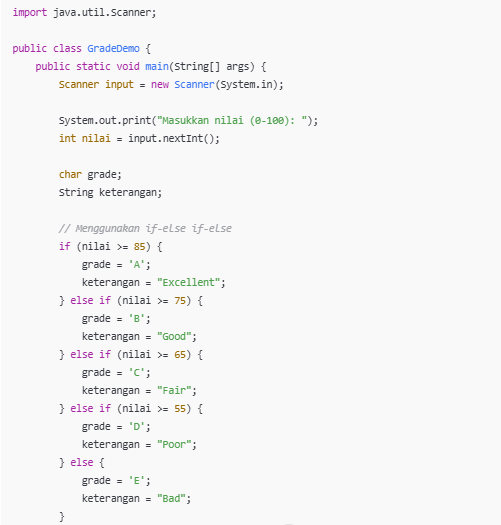 import java.util.Scanner;
public class GradeDemo {
public static void main(String[] args) {
Scanner input = new Scanner(System.in);
System.out.print("Masukkan nilai (0-100): ");
int nilai = input.nextInt();
char grade;
String keterangan;
// Menggunakan if-else if-else
if (nilai >= 85) {
grade = 'A';
keterangan = "Excellent";
} else if (nilai >= 75) {
grade = 'B';
keterangan = "Good";
} else if (nilai >= 65) {
grade = 'C';
keterangan = "Fair";
} else if (nilai >= 55) {
grade = 'D';
keterangan = "Poor";
} else {
grade = 'E';
keterangan = "Bad";
}